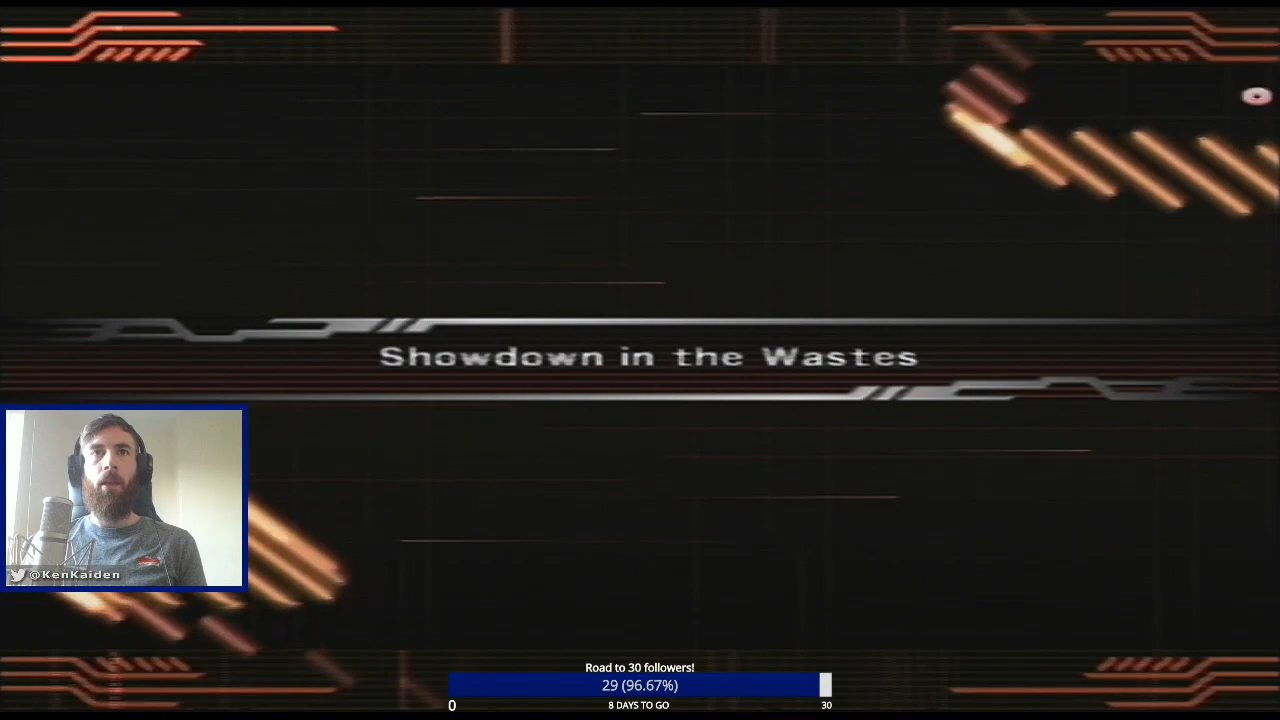 Showdown in the Wastes
@KenKaiden
Road to 30 followers!
29 (96.67%)
0
8 DAYS TO GO
30